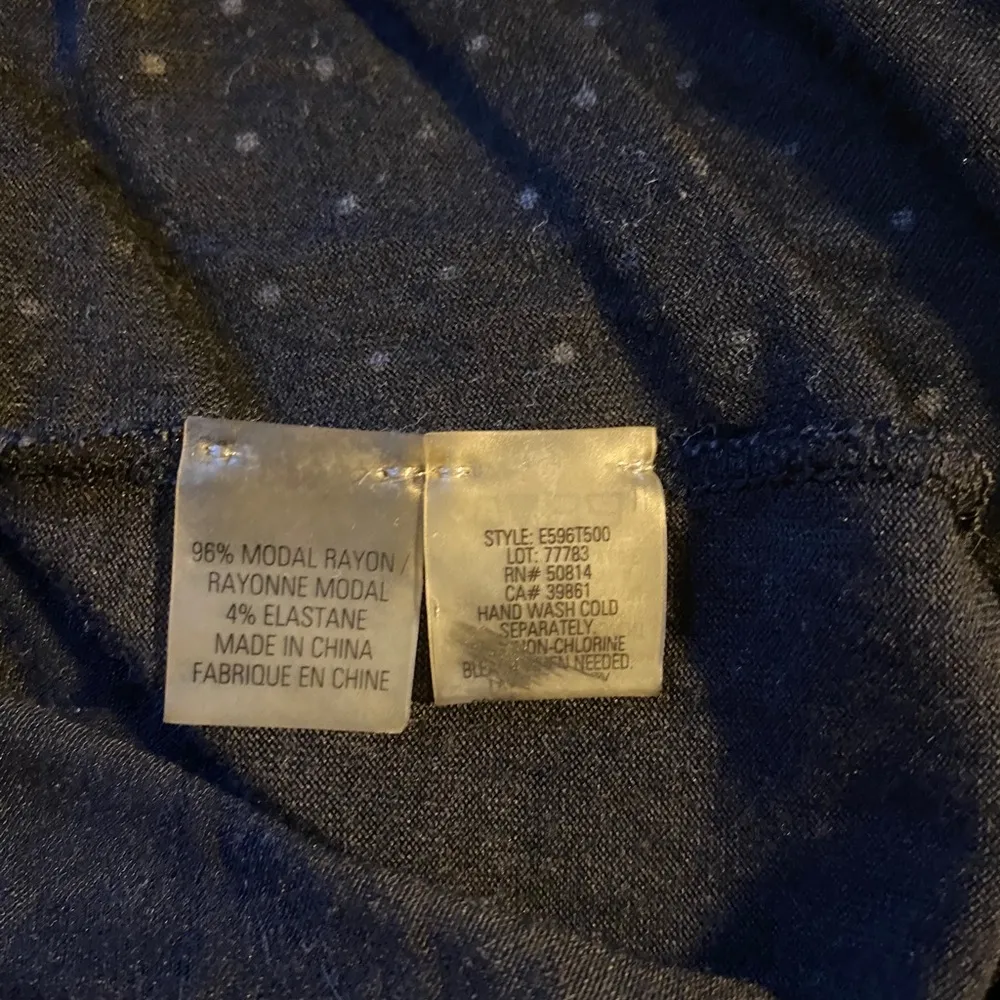 96% MODAL RAYON /
RAYONNE MODAL
4% ELASTANE
MADE IN CHINA
FABRIQUE EN CHINE
STYLE: E596T500
LOT: 77783
RN# 50814
CA# 39861
HAND WASH COLD
SEPARATELY
NON-CHLORINE
NEEDED.